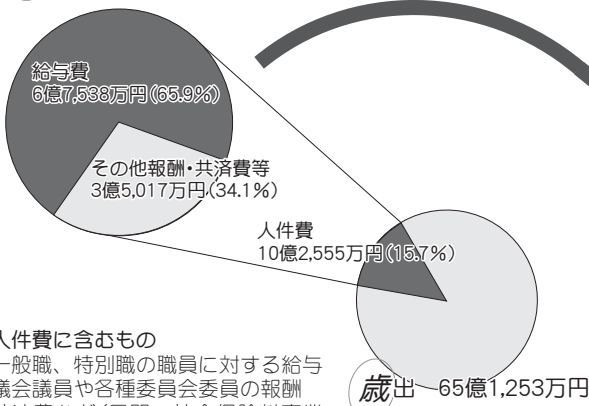 給与費
6億7,538万円(65.9%)
その他報酬・共済費等
3億5,017万円(34.1%)
人件費
10億2,555万円(15.7%)
人件費に含むもの
一般職、特別職の職員に対する給与
議会議員や各種委員会委員の報酬
歳出 65億1,253万円